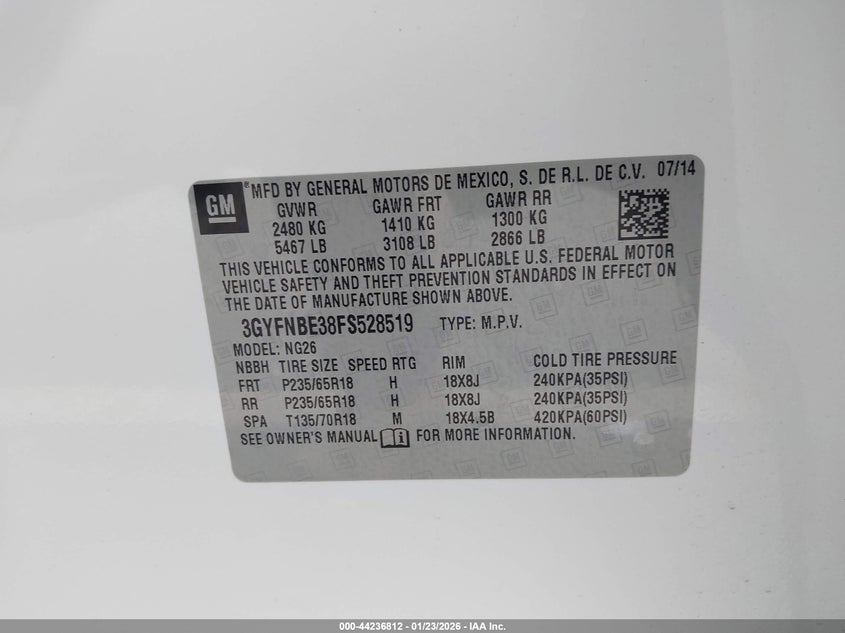 GM
® MFD BY GENERAL MOTORS DE MEXICO, S. DE R.L. DE C.V. 07/14
GVWR GAWR FRT GAWR RR
2480 KG 1410 KG 1300 KG
5467 LB 3108 LB 2866 LB
THIS VEHICLE CONFORMS TO ALL APPLICABLE U.S. FEDERAL MOTOR
VEHICLE SAFETY AND THEFT PREVENTION STANDARDS IN EFFECT ON
THE DATE OF MANUFACTURE SHOWN ABOVE.
3GYFNBE38FS528519 TYPE: M.P.V.
MODEL: NG26
NBBH TIRE SIZE SPEED RTG RIM COLD TIRE PRESSURE
FRT P235/65R18 H 18X8J 240KPA(35PSI)
RR P235/65R18 H 18X8J 240KPA(35PSI)
SPA T135/70R18 M 18X4.5B 420KPA(60PSI)
SEE OWNER'S MANUAL FOR MORE INFORMATION.
000-44236812 - 01/23/2026 - IAA Inc.